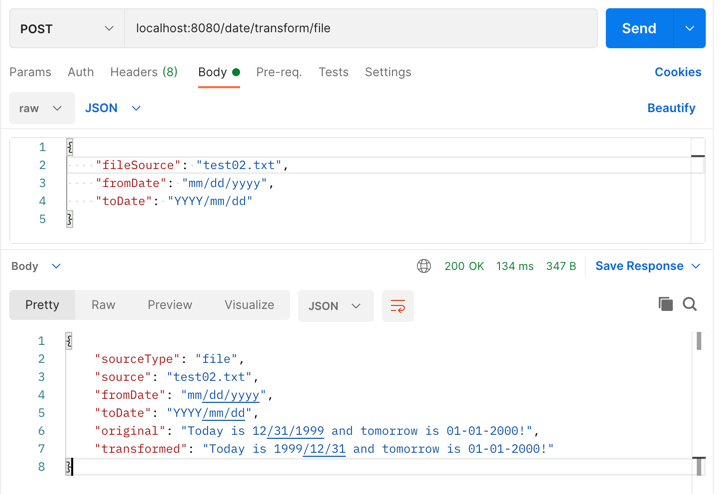 POST localhost:8080/date/transform/file Send
Params Auth Headers (8) Body Pre-req. Tests Settings Cookies
raw JSON Beautify
1 {
2 "fileSource": "test02.txt",
3 "fromDate": "mm/dd/yyyy",
4 "toDate": "YYYY/mm/dd"
5 }
Body 200 OK 134 ms 347 B Save Response
Pretty Raw Preview Visualize JSON
1 {
2 "sourceType": "file",
3 "source": "test02.txt",
4 "fromDate": "mm/dd/yyyy",
5 "toDate": "YYYY/mm/dd",
6 "original": "Today is 12/31/1999 and tomorrow is 01-01-2000!",
7 "transformed": "Today is 1999/12/31 and tomorrow is 01-01-2000!"
8 }